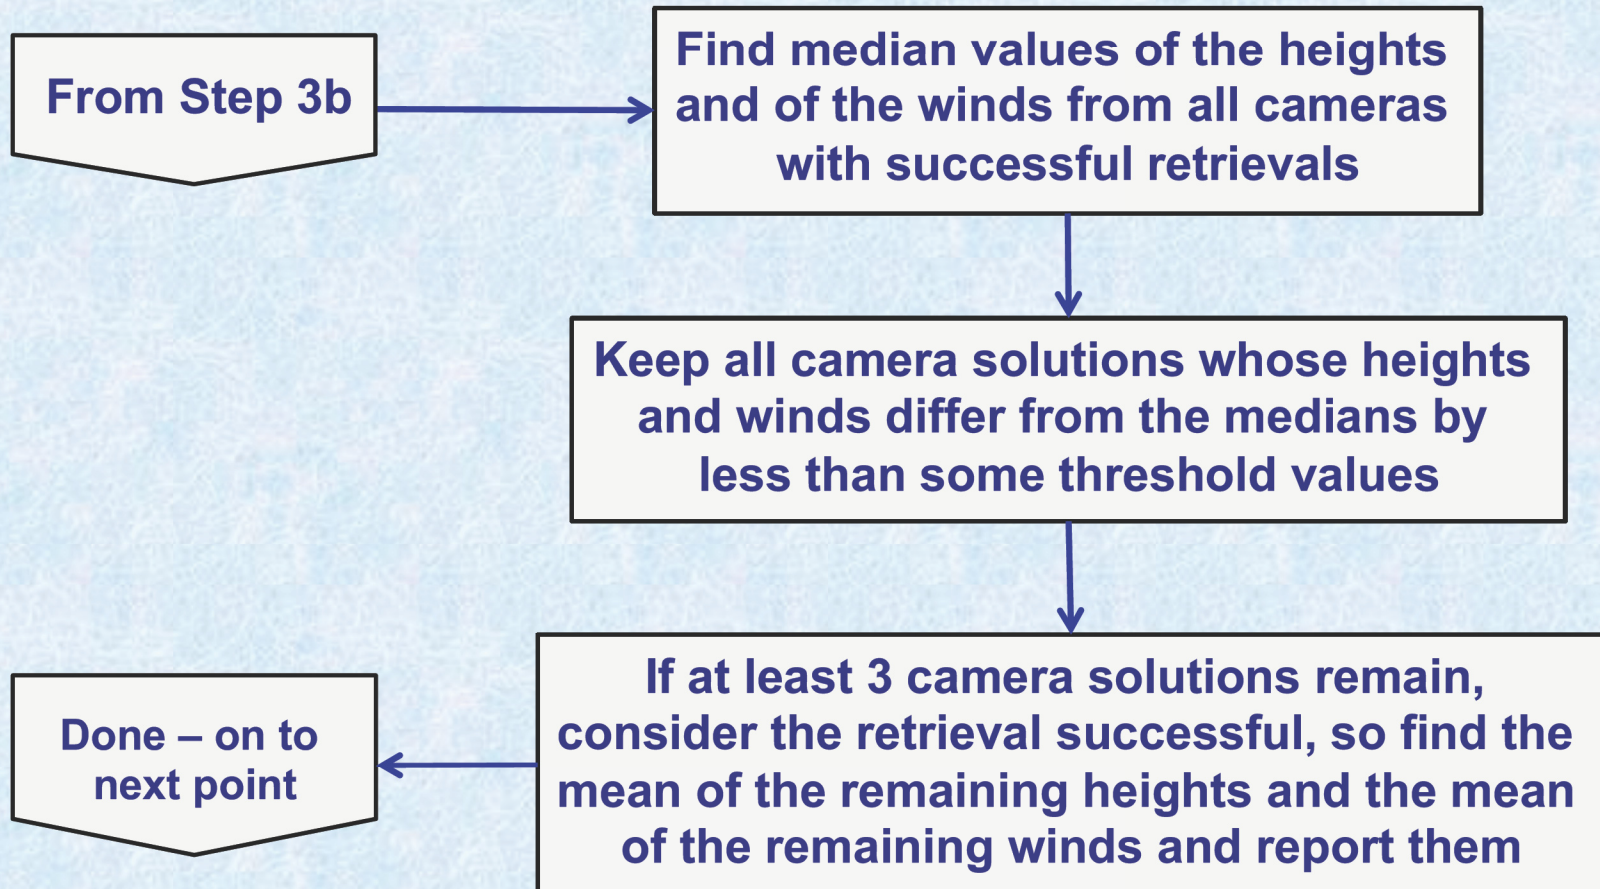 From Step 3b
Find median values of the heights
and of the winds from all cameras
with successful retrievals
Keep all camera solutions whose heights
and winds differ from the medians by
less than some threshold values
If at least 3 camera solutions remain,
consider the retrieval successful, so find the
mean of the remaining heights and the mean
of the remaining winds and report them
Done – on to
next point